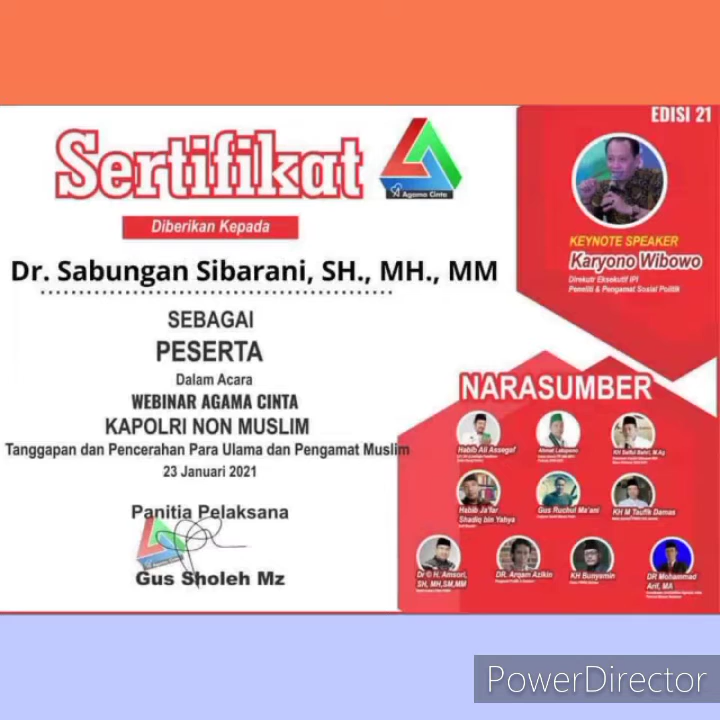 EDISI 21
Sertifikat
Agama Cinta
Diberikan Kepada
Dr. Sabungan Sibarani, SH., MH., MM
SEBAGAI
PESERTA
Dalam Acara
WEBINAR AGAMA CINTA
KAPOLRI NON MUSLIM
Tanggapan dan Pencerahan Para Ulama dan Pengamat Muslim
23 Januari 2021
Panitia Pelaksana
Gus Sholeh Mz
KEYNOTE SPEAKER
Karyono Wibowo
Direkutr Eksekutif IPI
Peneliti & Pengamat Sosial Politik
NARASUMBER
Habib Ali Assegaf
Ahmat Latupono
KH Saiful Bahri, M.Ag
Habib Ja'far
Shadiq bin Yahya
Gus Ruchul Ma'ani
KH M Taufik Damas
Dr © H. Amsori,
SH, MH,SM,MM
DR. Arqam Azikin
KH Bunyamin
DR Mohammad
Arif, MA
PowerDirector